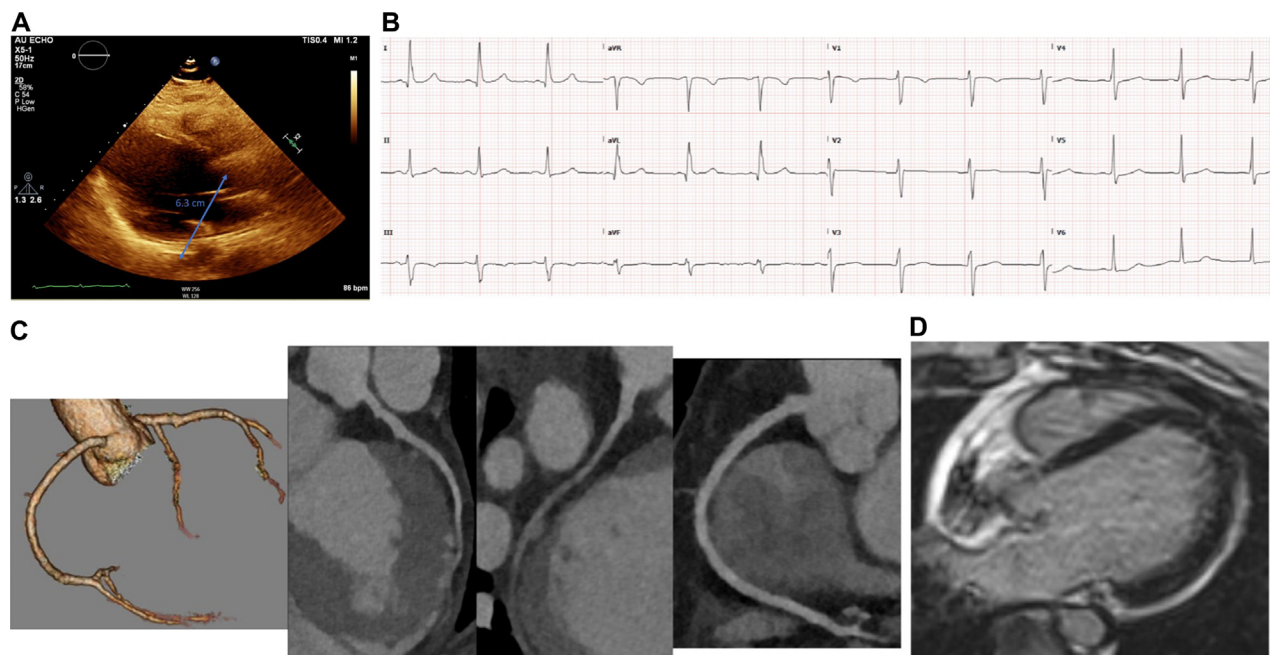 A
AU ECHO
X5-1
50Hz
17cm
2D
58%
C 54
P Low
HGen
TIS0.4 MI 1.2
M1
0
x2
G
P R
1.3 2.6
6.3 cm
WW 256
WL 128
86 bpm
B
I aVR V1 V4
II aVL V2 V5
III aVF V3 V6
C
D